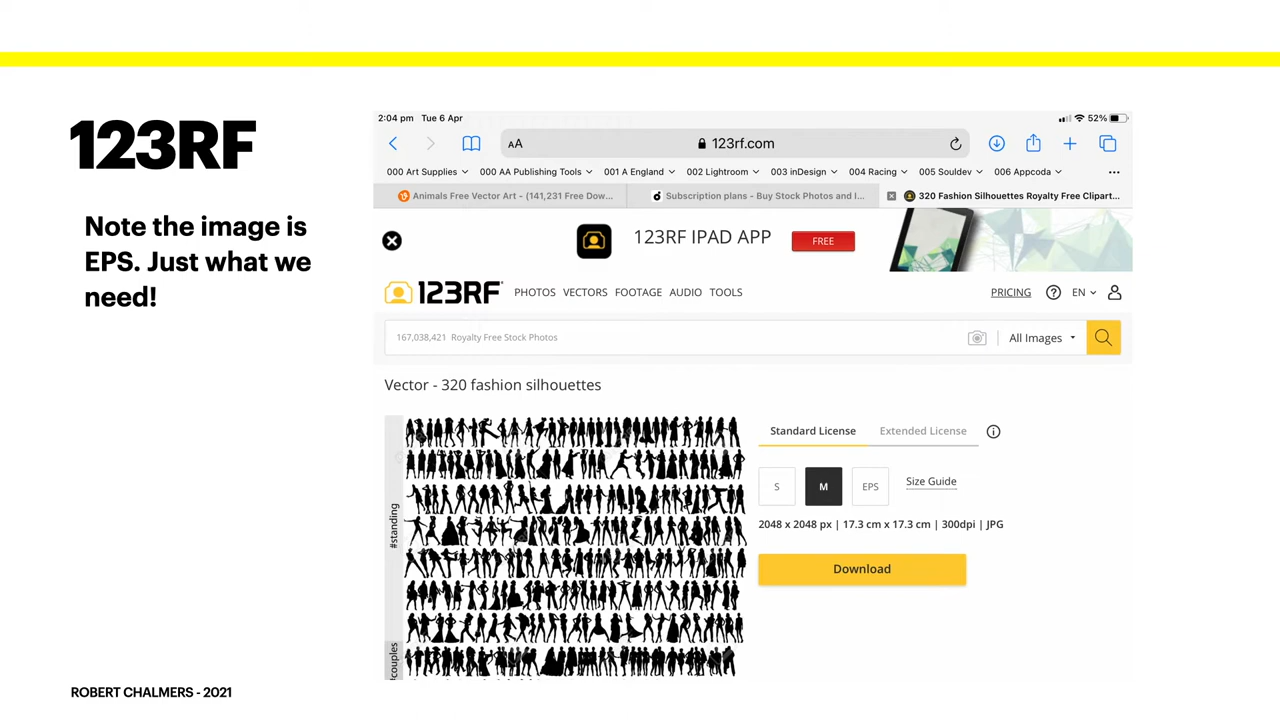 123RF
Note the image is
EPS. Just what we
need!
2:04 pm Tue 6 Apr
52%
AA
123rf.com
000 Art Supplies
000 AA Publishing Tools
001 A England
002 Lightroom
003 inDesign
004 Racing
005 Souldev
006 Appcoda
...
Animals Free Vector Art - (141,231 Free Dow...
Subscription plans - Buy Stock Photos and I...
320 Fashion Silhouettes Royalty Free Clipart...
123RF IPAD APP
FREE
123RF
PHOTOS VECTORS FOOTAGE AUDIO TOOLS
PRICING
EN
167,038,421 Royalty Free Stock Photos
All Images
Vector - 320 fashion silhouettes
#standing
#couples
Standard License
Extended License
S
M
EPS
Size Guide
2048 x 2048 px | 17.3 cm x 17.3 cm | 300dpi | JPG
Download
ROBERT CHALMERS - 2021